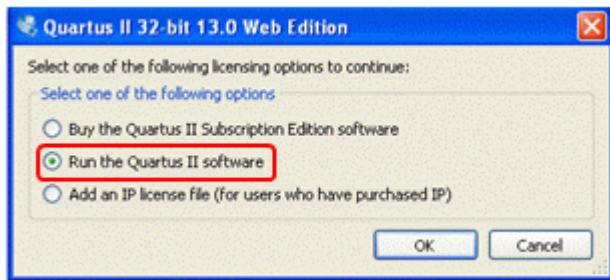 Quartus II 32-bit 13.0 Web Edition
Select one of the following licensing options to continue:
Select one of the following options
Buy the Quartus II Subscription Edition software
Run the Quartus II software
Add an IP license file (for users who have purchased IP)
OK Cancel